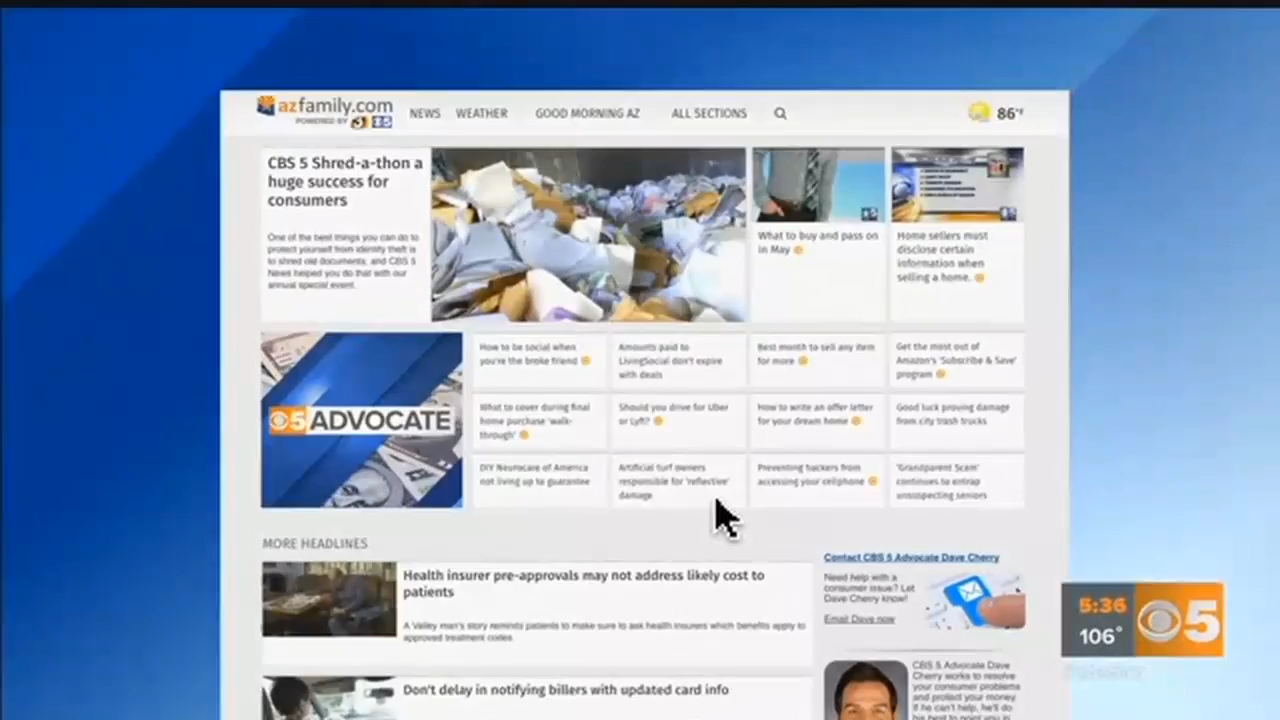 azfamily.com
POWERED BY 3 5
NEWS WEATHER GOOD MORNING AZ ALL SECTIONS
86°F
CBS 5 Shred-a-thon a
huge success for
consumers
One of the best things you can do to
protect yourself from identity theft is
to shred old documents, and CBS 5
News helped you do that with our
annual special event.
What to buy and pass on
in May
Home sellers must
disclose certain
information when
selling a home.
5 ADVOCATE
How to be social when
you're the broke friend
Amounts paid to
LivingSocial don't expire
with deals
Best month to sell any item
for more
Get the most out of
Amazon's 'Subscribe & Save'
program
What to cover during final
home purchase 'walk-
through'
Should you drive for Uber
or Lyft?
How to write an offer letter
for your dream home
Good luck proving damage
from city trash trucks
DIY Neurocare of America
not living up to guarantee
Artificial turf owners
responsible for 'reflective'
damage
Preventing hackers from
accessing your cellphone
'Grandparent Scam'
continues to entrap
unsuspecting seniors
MORE HEADLINES
Health insurer pre-approvals may not address likely cost to
patients
A Valley man's story reminds patients to make sure to ask health insurers which benefits apply to
approved treatment codes
Don't delay in notifying billers with updated card info
Contact CBS 5 Advocate Dave Cherry
Need help with a
consumer issue? Let
Dave Cherry know!
Email Dave now
CBS 5 Advocate Dave
Cherry works to resolve
your consumer problems
and protect your money.
If he can't help, he'll do
his best to point you in
5:36
106°
5